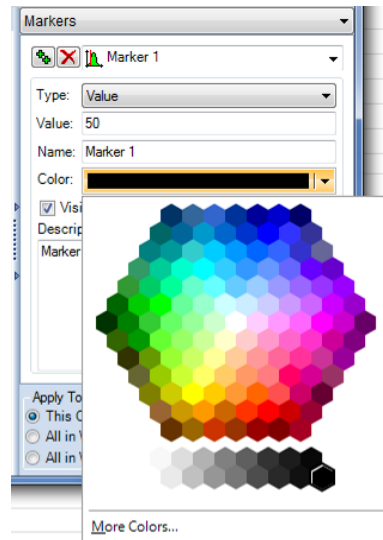 Markers
Marker 1
Type: Value
Value: 50
Name: Marker 1
Color:
Visi
Descrip
Marker
Apply To
This C
All in V
All in V
More Colors...